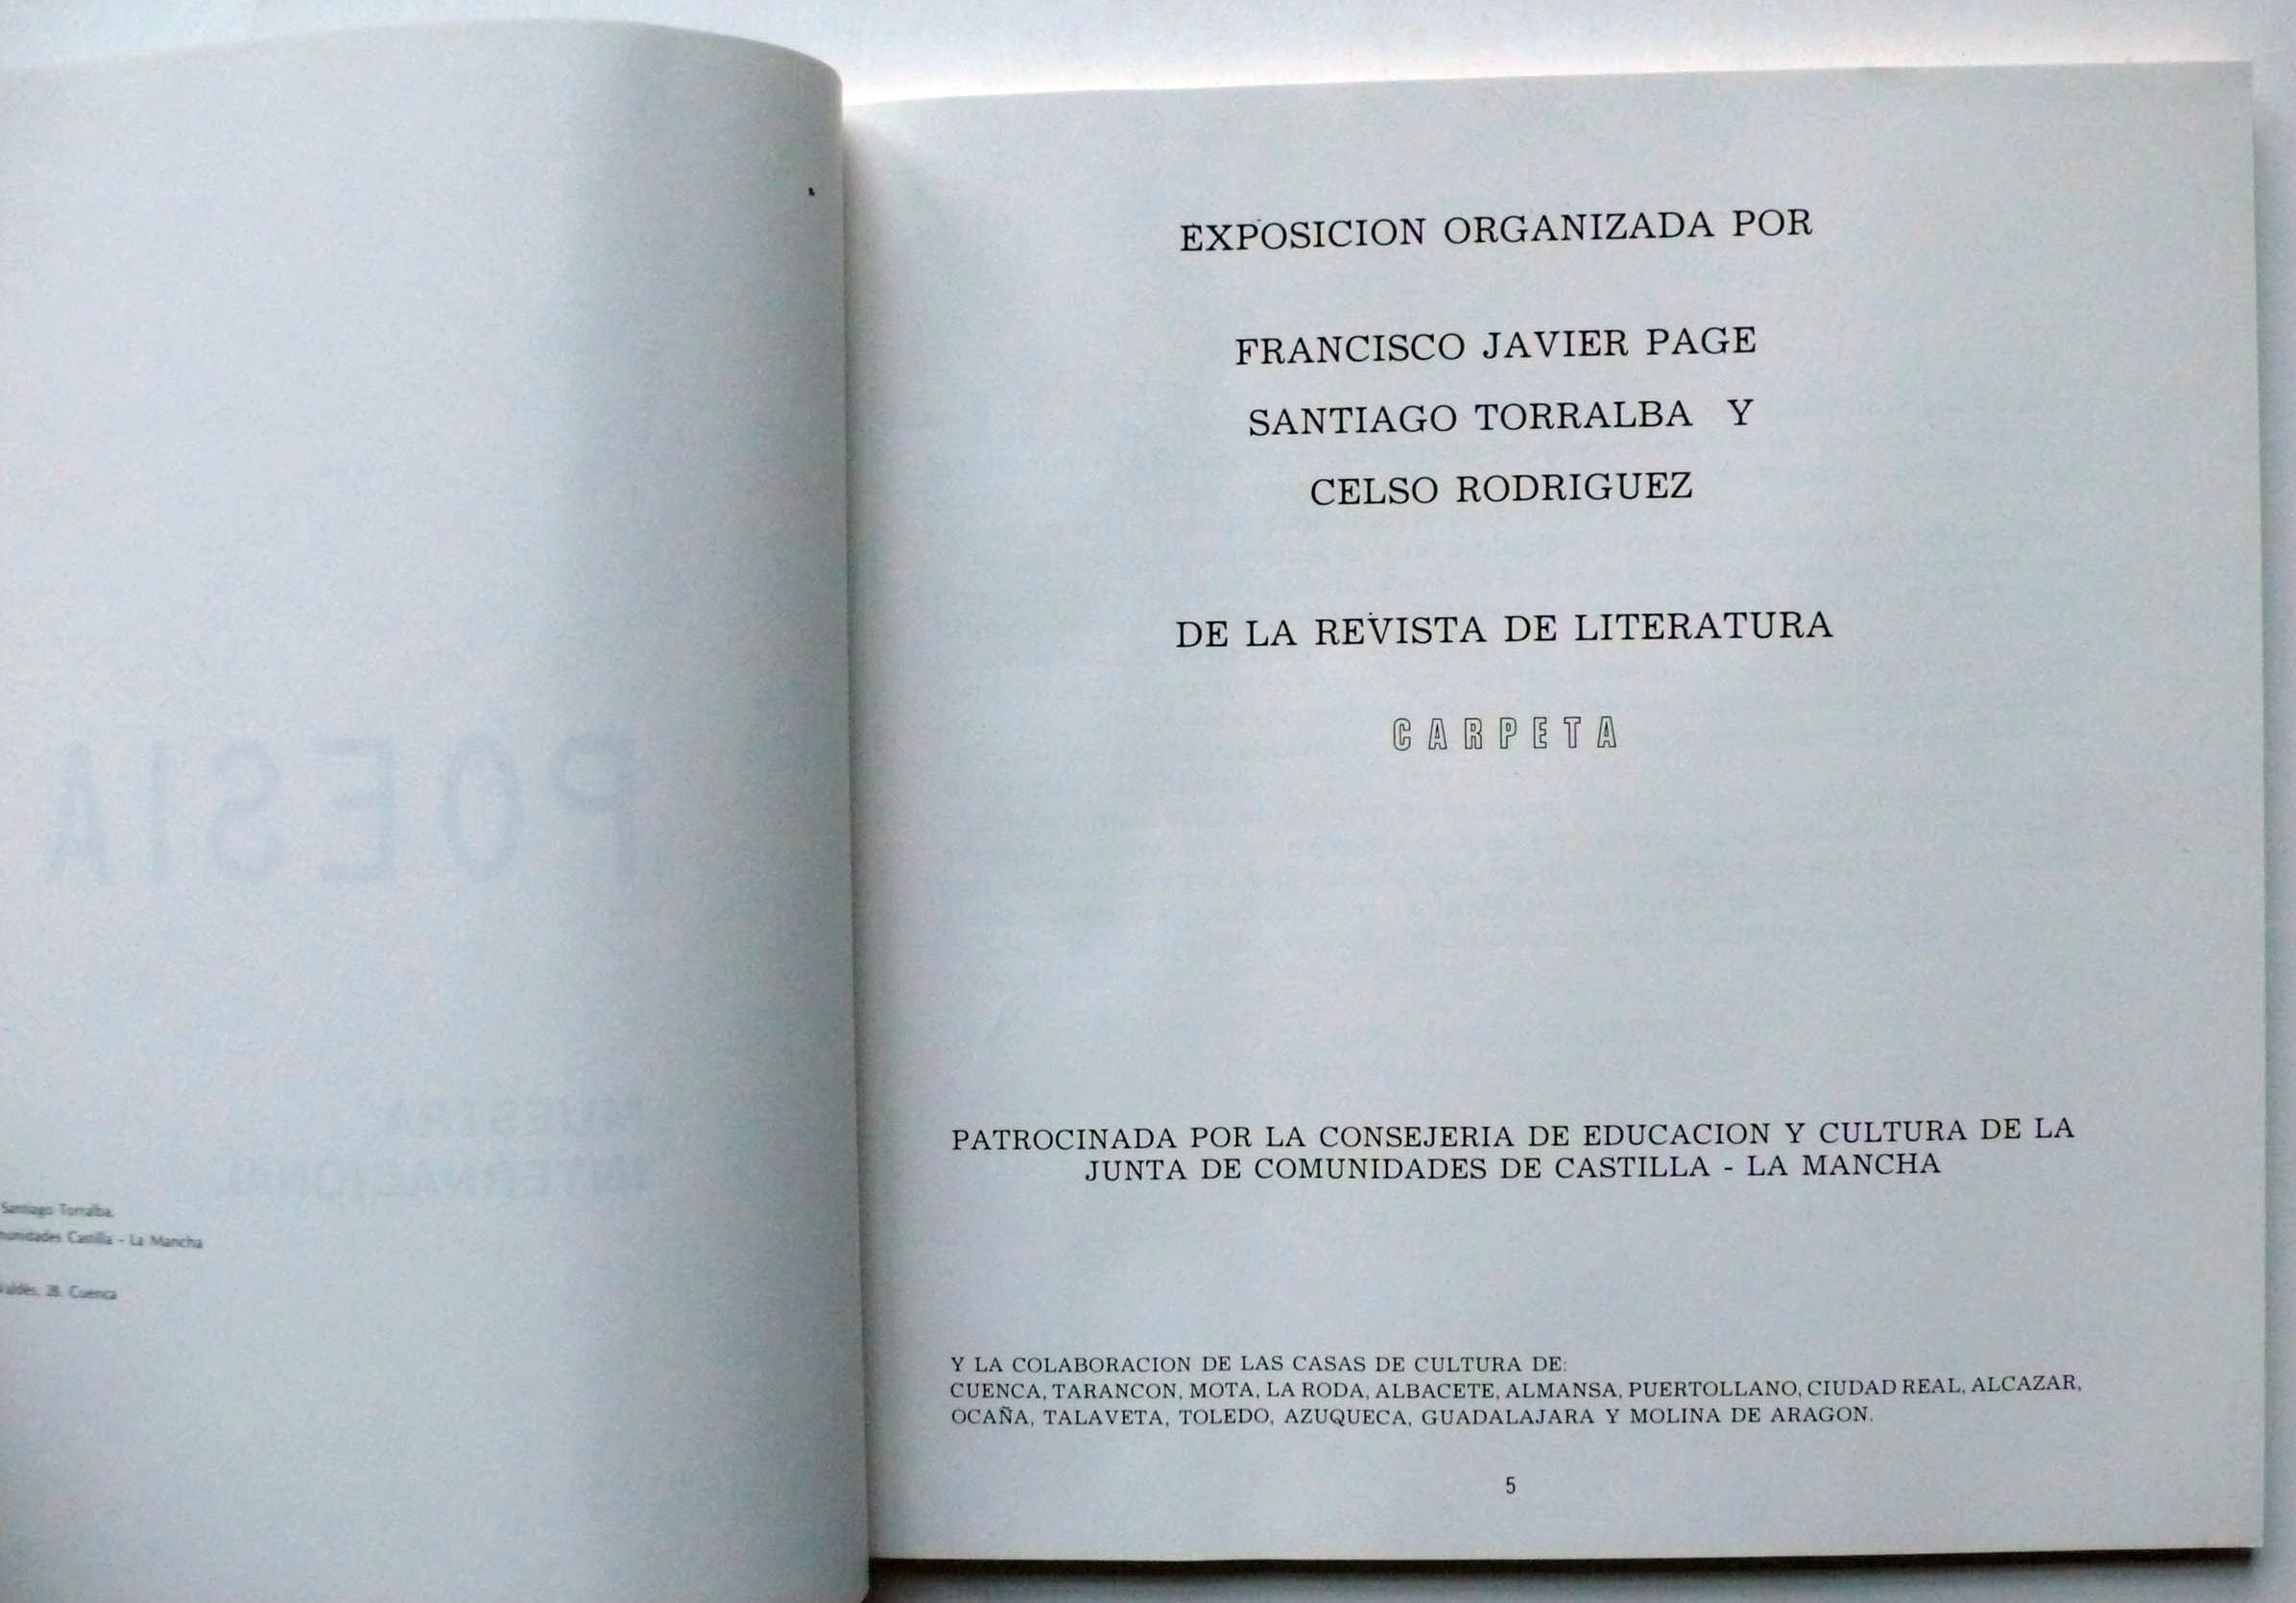 POESIA
MUESTRA
INTERNACIONAL
Santiago Torralba.
Castilla - La Mancha
28. Cuenca
EXPOSICION ORGANIZADA POR
FRANCISCO JAVIER PAGE
SANTIAGO TORRALBA Y
CELSO RODRIGUEZ
DE LA REVISTA DE LITERATURA
CARPETA
PATROCINADA POR LA CONSEJERIA DE EDUCACION Y CULTURA DE LA
JUNTA DE COMUNIDADES DE CASTILLA - LA MANCHA
Y LA COLABORACION DE LAS CASAS DE CULTURA DE:
CUENCA, TARANCON, MOTA, LA RODA, ALBACETE, ALMANSA, PUERTOLLANO, CIUDAD REAL, ALCAZAR,
OCAÑA, TALAVETA, TOLEDO, AZUQUECA, GUADALAJARA Y MOLINA DE ARAGON.
5